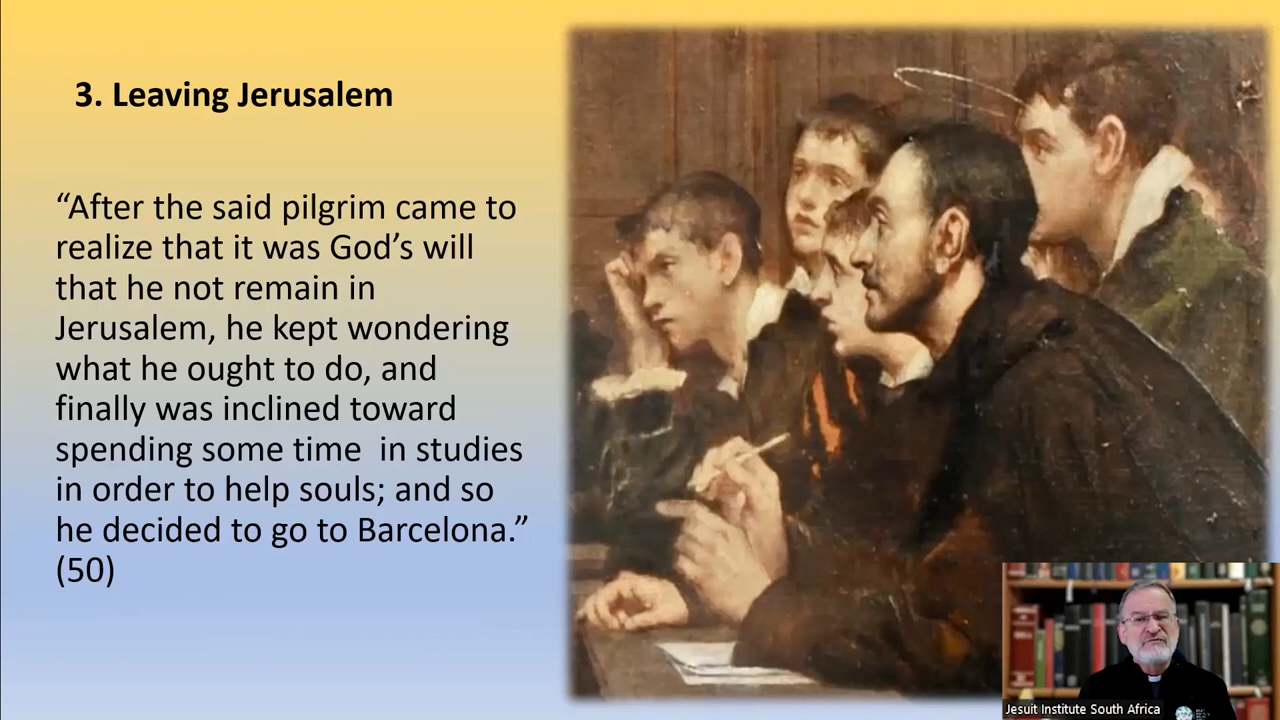 3. Leaving Jerusalem
“After the said pilgrim came to
realize that it was God’s will
that he not remain in
Jerusalem, he kept wondering
what he ought to do, and
finally was inclined toward
spending some time  in studies
in order to help souls; and so
he decided to go to Barcelona.”
(50)
Jesuit Institute South Africa